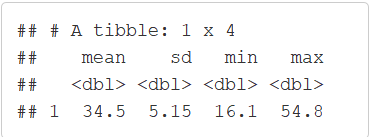 ## # A tibble: 1 x 4
##    mean    sd   min   max
##   <dbl> <dbl> <dbl> <dbl>
## 1  34.5  5.15  16.1  54.8